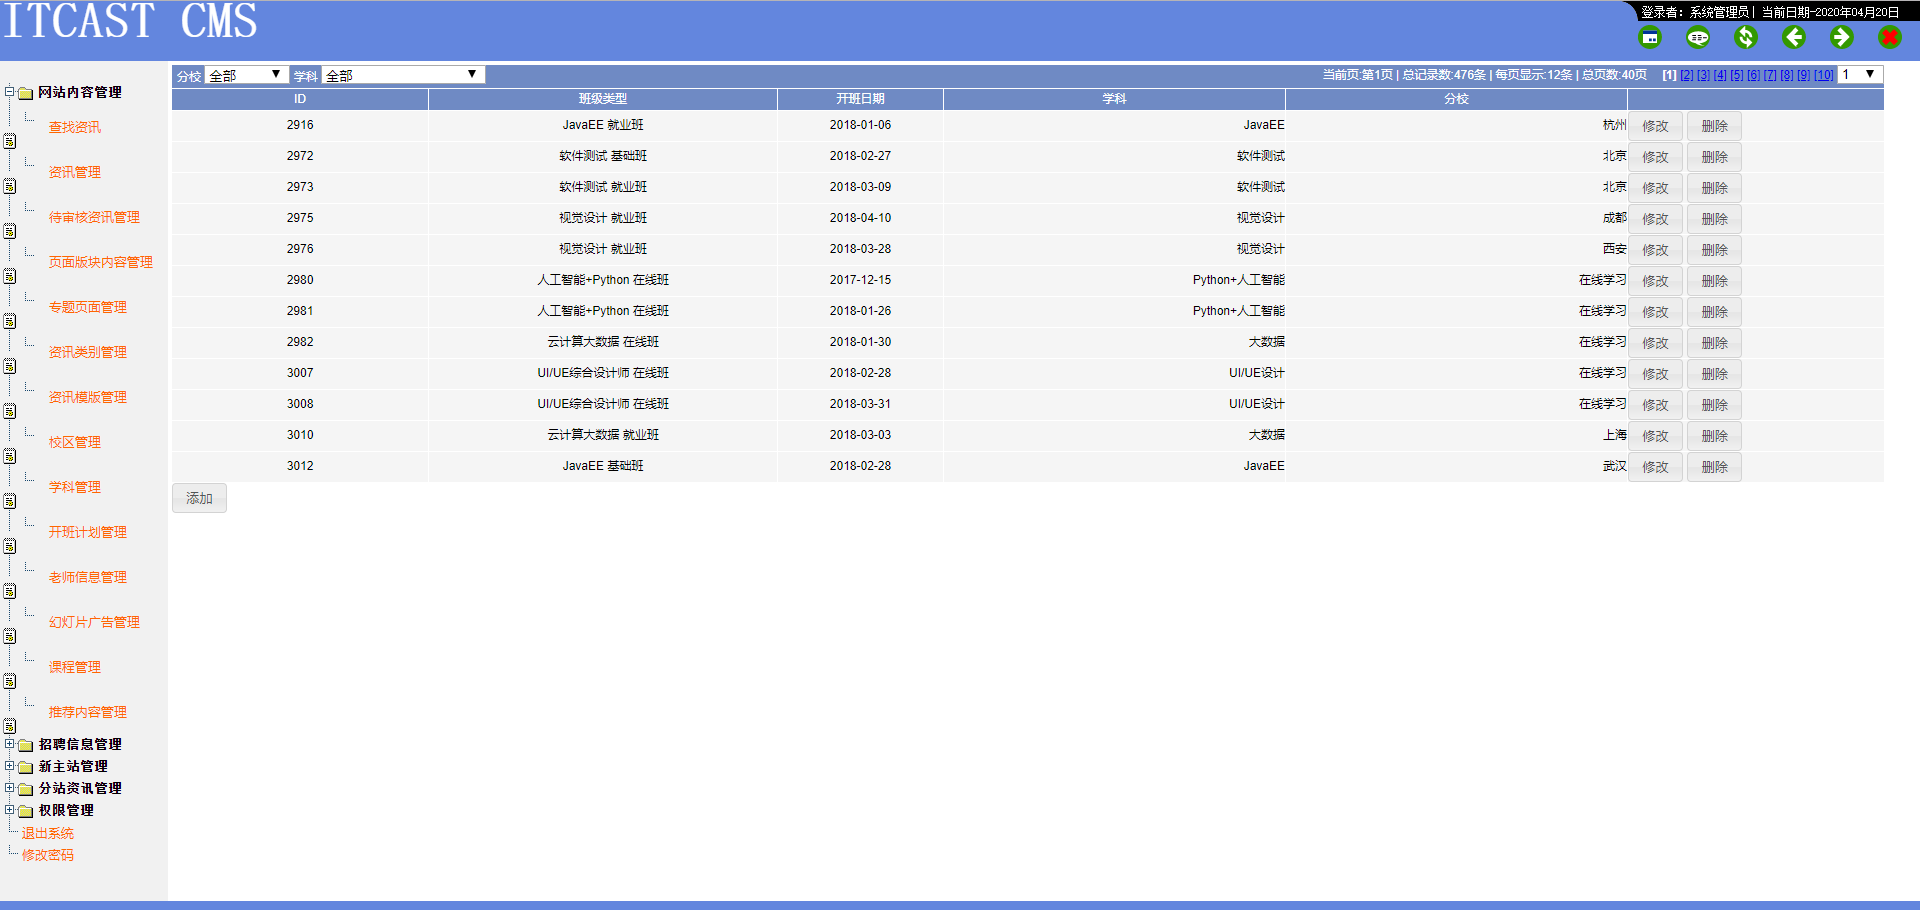 ITCAST CMS
登录者：系统管理员 | 当前日期-2020年04月20日
网站内容管理
查找资讯
资讯管理
待审核资讯管理
页面版块内容管理
专题页面管理
资讯类别管理
资讯模版管理
校区管理
学科管理
开班计划管理
老师信息管理
幻灯片广告管理
课程管理
推荐内容管理
招聘信息管理
新主站管理
分站资讯管理
权限管理
退出系统
修改密码
分校 全部 学科 全部 当前页:第1页 | 总记录数:476条 | 每页显示:12条 | 总页数:40页 [1] [2] [3] [4] [5] [6] [7] [8] [9] [10] 1
ID 班级类型 开班日期 学科 分校
2916 JavaEE 就业班 2018-01-06 JavaEE 杭州 修改 删除
2972 软件测试 基础班 2018-02-27 软件测试 北京 修改 删除
2973 软件测试 就业班 2018-03-09 软件测试 北京 修改 删除
2975 视觉设计 就业班 2018-04-10 视觉设计 成都 修改 删除
2976 视觉设计 就业班 2018-03-28 视觉设计 西安 修改 删除
2980 人工智能+Python 在线班 2017-12-15 Python+人工智能 在线学习 修改 删除
2981 人工智能+Python 在线班 2018-01-26 Python+人工智能 在线学习 修改 删除
2982 云计算大数据 在线班 2018-01-30 大数据 在线学习 修改 删除
3007 UI/UE综合设计师 在线班 2018-02-28 UI/UE设计 在线学习 修改 删除
3008 UI/UE综合设计师 在线班 2018-03-31 UI/UE设计 在线学习 修改 删除
3010 云计算大数据 就业班 2018-03-03 大数据 上海 修改 删除
3012 JavaEE 基础班 2018-02-28 JavaEE 武汉 修改 删除
添加